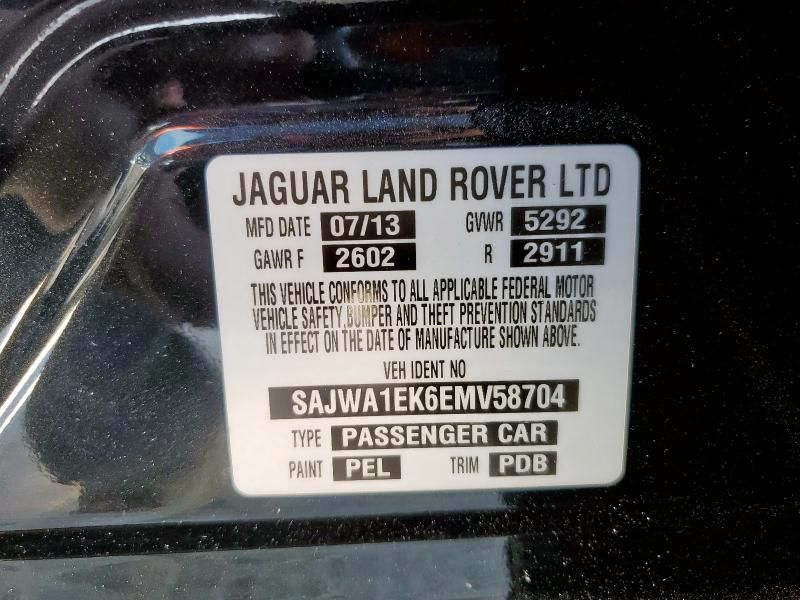 JAGUAR LAND ROVER LTD
MFD DATE 07/13 GVWR 5292
GAWR F 2602 R 2911
THIS VEHICLE CONFORMS TO ALL APPLICABLE FEDERAL MOTOR
VEHICLE SAFETY,BUMPER AND THEFT PREVENTION STANDARDS
IN EFFECT ON THE DATE OF MANUFACTURE SHOWN ABOVE.
VEH IDENT NO
SAJWA1EK6EMV58704
TYPE PASSENGER CAR
PAINT PEL TRIM PDB